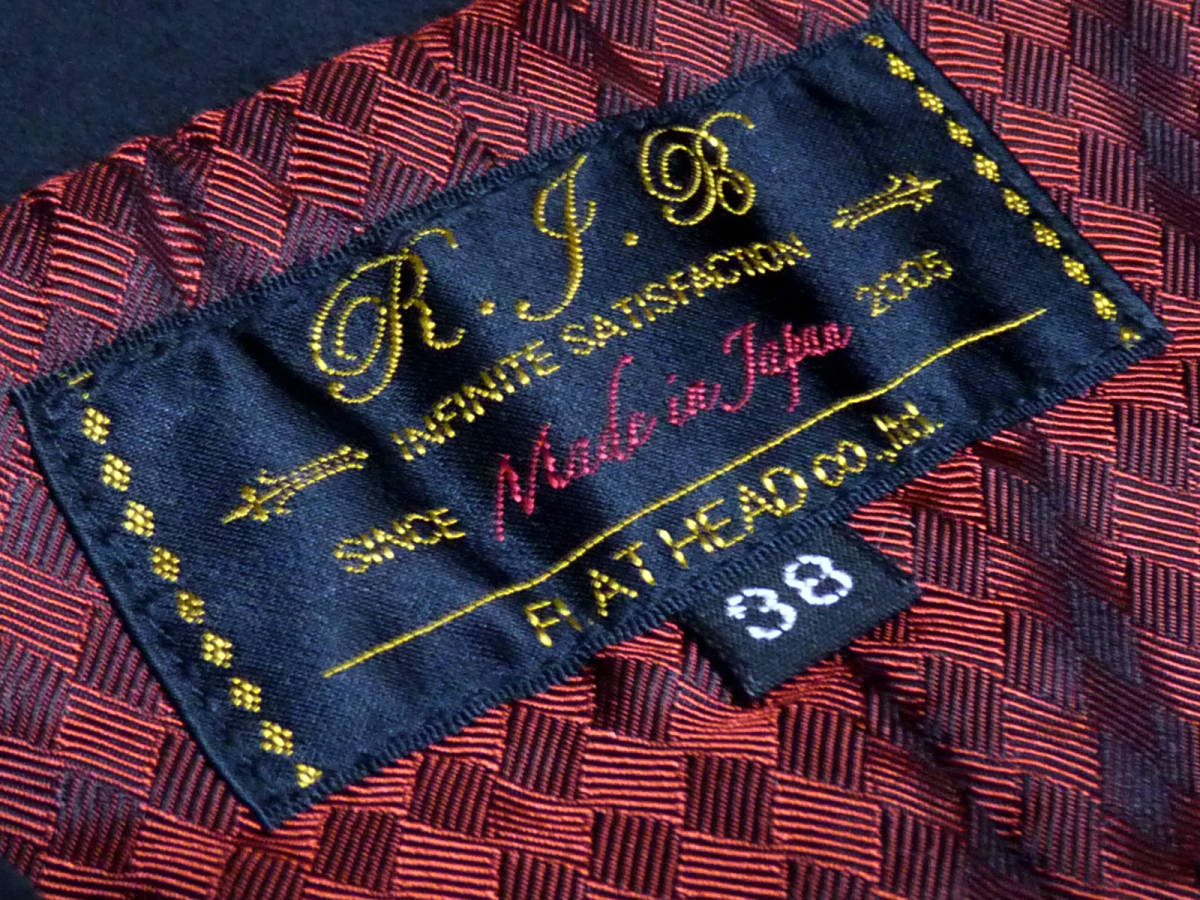 R.J.B
INFINITE SATISFACTION
SINCE Made in Japan 2005
FLAT HEAD co.,ltd.
38